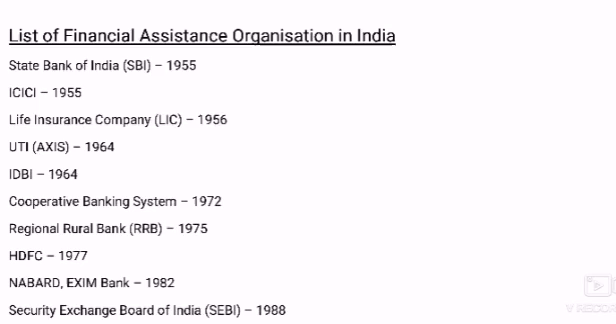 List of Financial Assistance Organisation in India
State Bank of India (SBI) – 1955
ICICI – 1955
Life Insurance Company (LIC) – 1956
UTI (AXIS) – 1964
IDBI – 1964
Cooperative Banking System – 1972
Regional Rural Bank (RRB) – 1975
HDFC – 1977
NABARD, EXIM Bank – 1982
Security Exchange Board of India (SEBI) – 1988